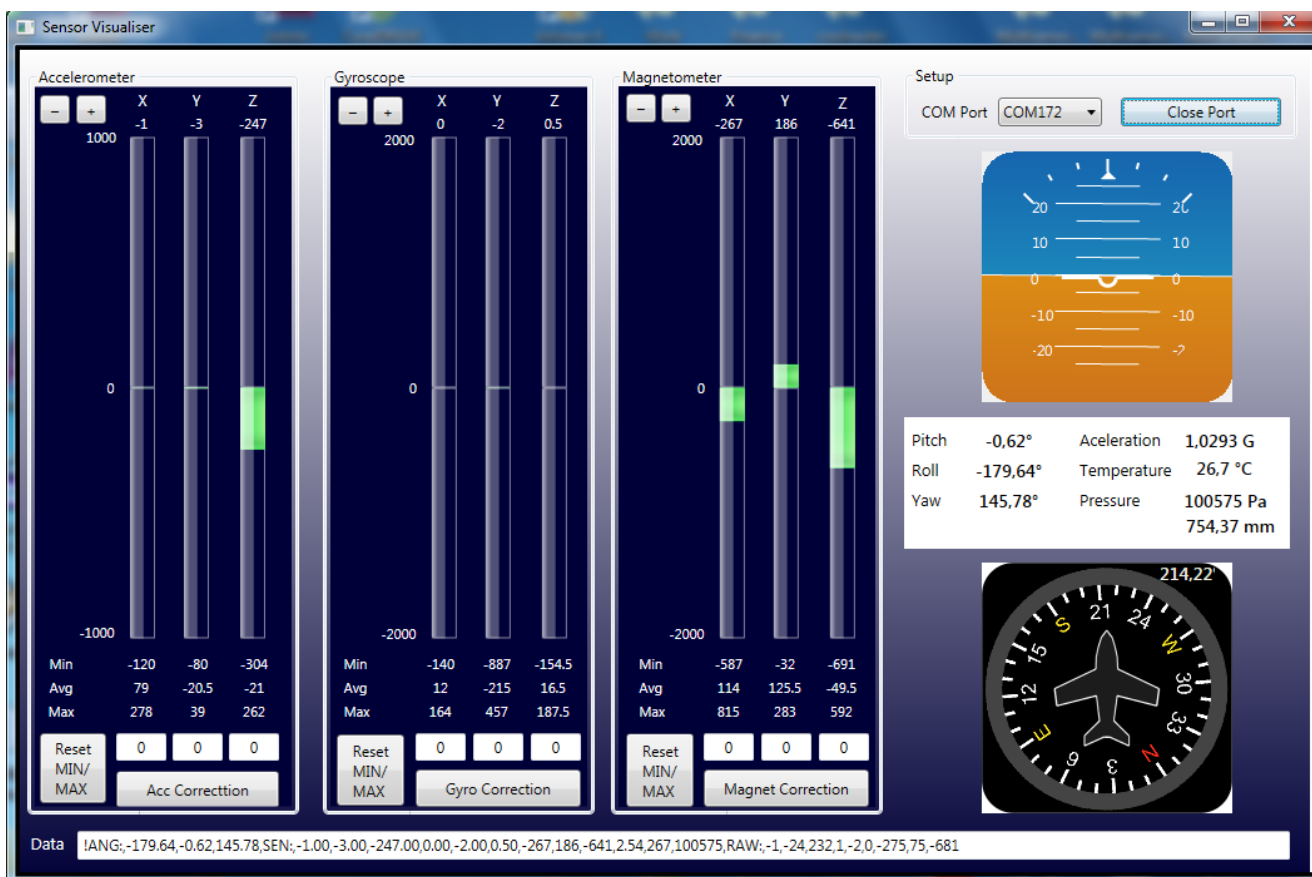 Sensor Visualiser
Accelerometer
- +
X Y Z
-1 -3 -247
1000
0
-1000
Min -120 -80 -304
Avg 79 -20.5 -21
Max 278 39 262
Reset MIN/ MAX
0 0 0
Acc Correcttion
Gyroscope
- +
X Y Z
0 -2 0.5
2000
0
-2000
Min -140 -887 -154.5
Avg 12 -215 16.5
Max 164 457 187.5
Reset MIN/ MAX
0 0 0
Gyro Correction
Magnetometer
- +
X Y Z
-267 186 -641
2000
0
-2000
Min -587 -32 -691
Avg 114 125.5 -49.5
Max 815 283 592
Reset MIN/ MAX
0 0 0
Magnet Correction
Setup
COM Port COM172 Close Port
20 20
10 10
0 0
-10 -10
-20 -2
Pitch -0,62° Aceleration 1,0293 G
Roll -179,64° Temperature 26,7 °C
Yaw 145,78° Pressure 100575 Pa
754,37 mm
214,22'
21 24 W 30 33 N 3 6 E 12 15 S
Data !ANG:,-179.64,-0.62,145.78,SEN:,-1.00,-3.00,-247.00,0.00,-2.00,0.50,-267,186,-641,2.54,267,100575,RAW:,-1,-24,232,1,-2,0,-275,75,-681